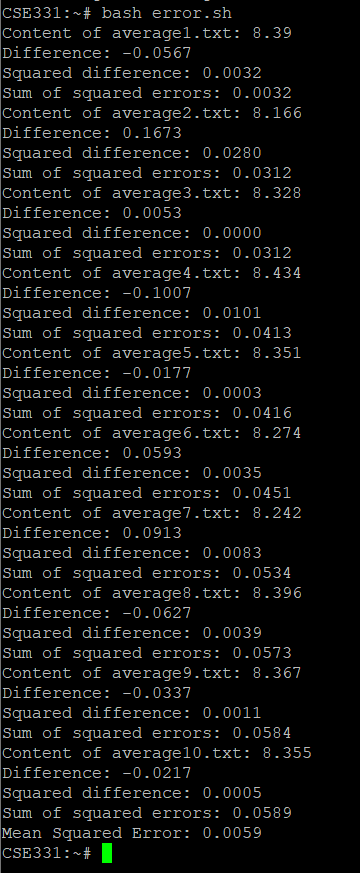 CSE331:~# bash error.sh
Content of average1.txt: 8.39
Difference: -0.0567
Squared difference: 0.0032
Sum of squared errors: 0.0032
Content of average2.txt: 8.166
Difference: 0.1673
Squared difference: 0.0280
Sum of squared errors: 0.0312
Content of average3.txt: 8.328
Difference: 0.0053
Squared difference: 0.0000
Sum of squared errors: 0.0312
Content of average4.txt: 8.434
Difference: -0.1007
Squared difference: 0.0101
Sum of squared errors: 0.0413
Content of average5.txt: 8.351
Difference: -0.0177
Squared difference: 0.0003
Sum of squared errors: 0.0416
Content of average6.txt: 8.274
Difference: 0.0593
Squared difference: 0.0035
Sum of squared errors: 0.0451
Content of average7.txt: 8.242
Difference: 0.0913
Squared difference: 0.0083
Sum of squared errors: 0.0534
Content of average8.txt: 8.396
Difference: -0.0627
Squared difference: 0.0039
Sum of squared errors: 0.0573
Content of average9.txt: 8.367
Difference: -0.0337
Squared difference: 0.0011
Sum of squared errors: 0.0584
Content of average10.txt: 8.355
Difference: -0.0217
Squared difference: 0.0005
Sum of squared errors: 0.0589
Mean Squared Error: 0.0059
CSE331:~#